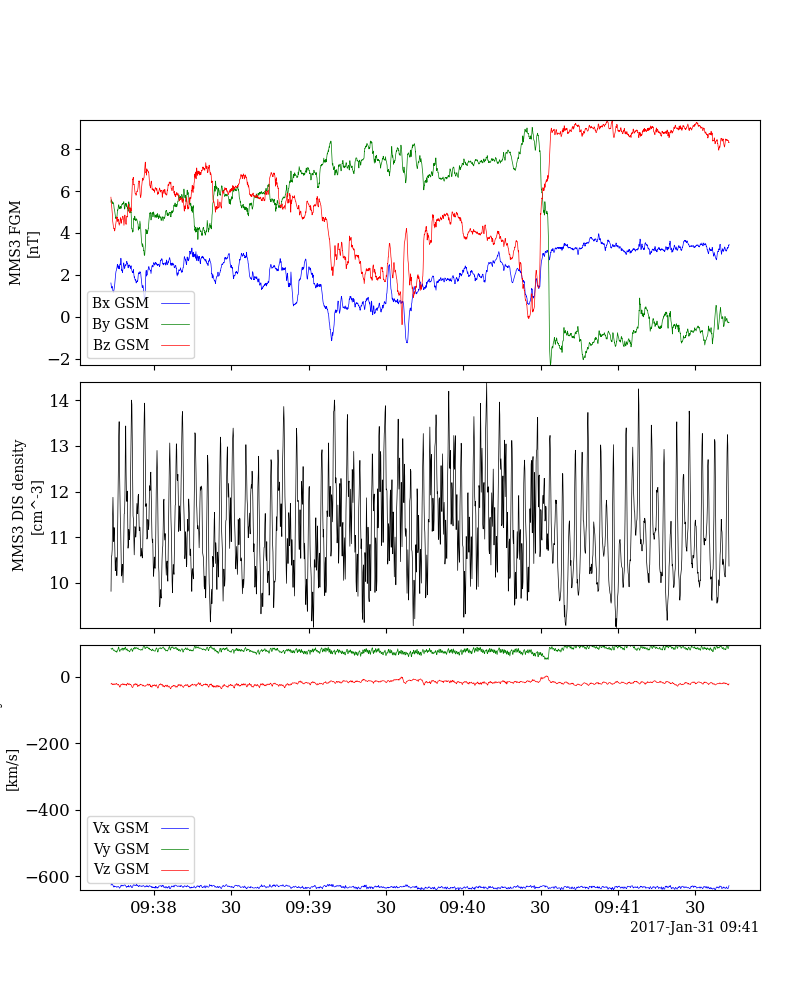 MMS3 FGM
[nT]
8
6
4
2
0
−2
Bx GSM
By GSM
Bz GSM
MMS3 DIS density
[cm^-3]
14
13
12
11
10
[km/s]
0
−200
−400
−600
Vx GSM
Vy GSM
Vz GSM
09:38 30 09:39 30 09:40 30 09:41 30
2017-Jan-31 09:41